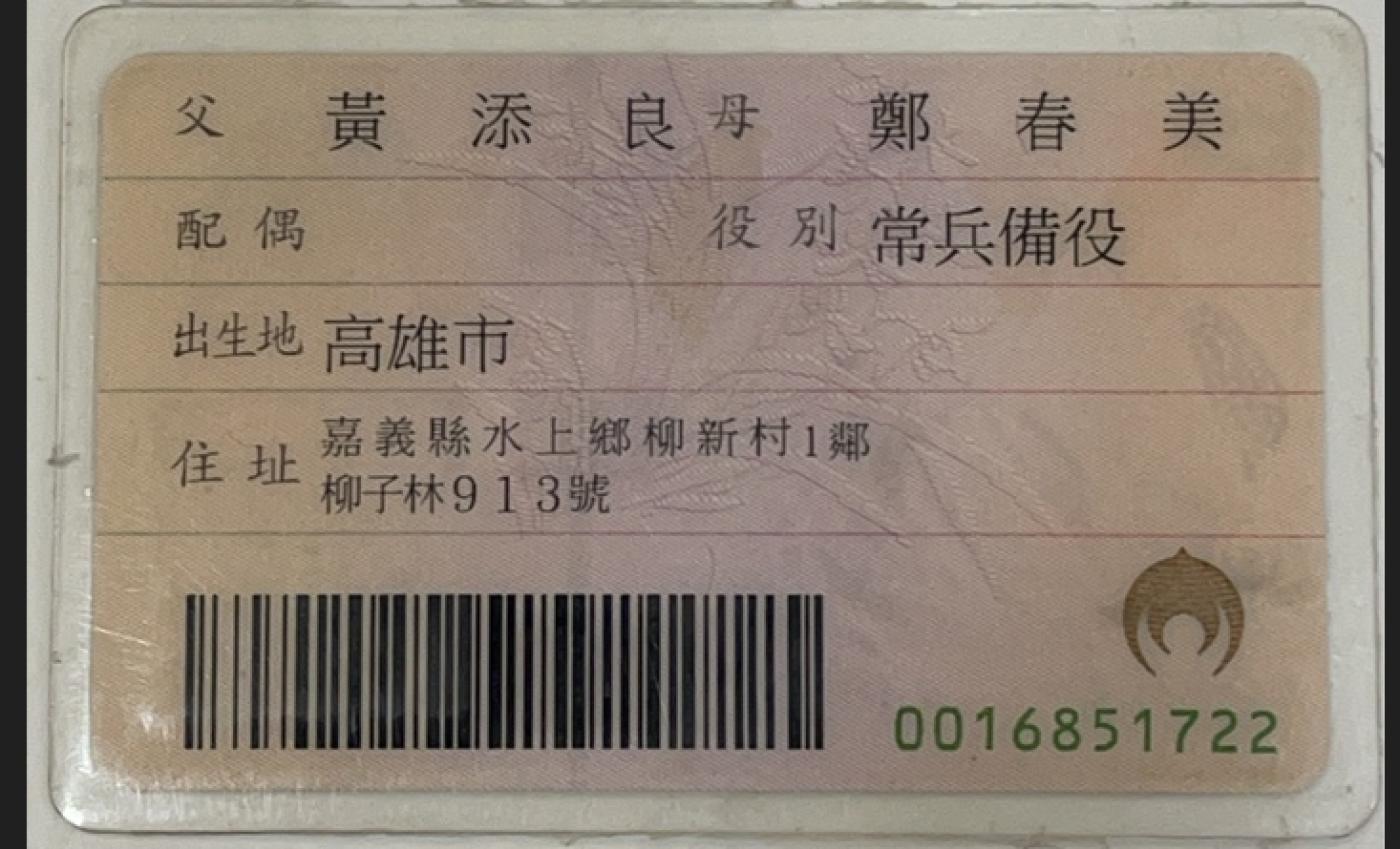 父 黃添良 母 鄭春美
配偶 役別 常兵備役
出生地 高雄市
住址 嘉義縣水上鄉柳新村1鄰
柳子林913號
0016851722